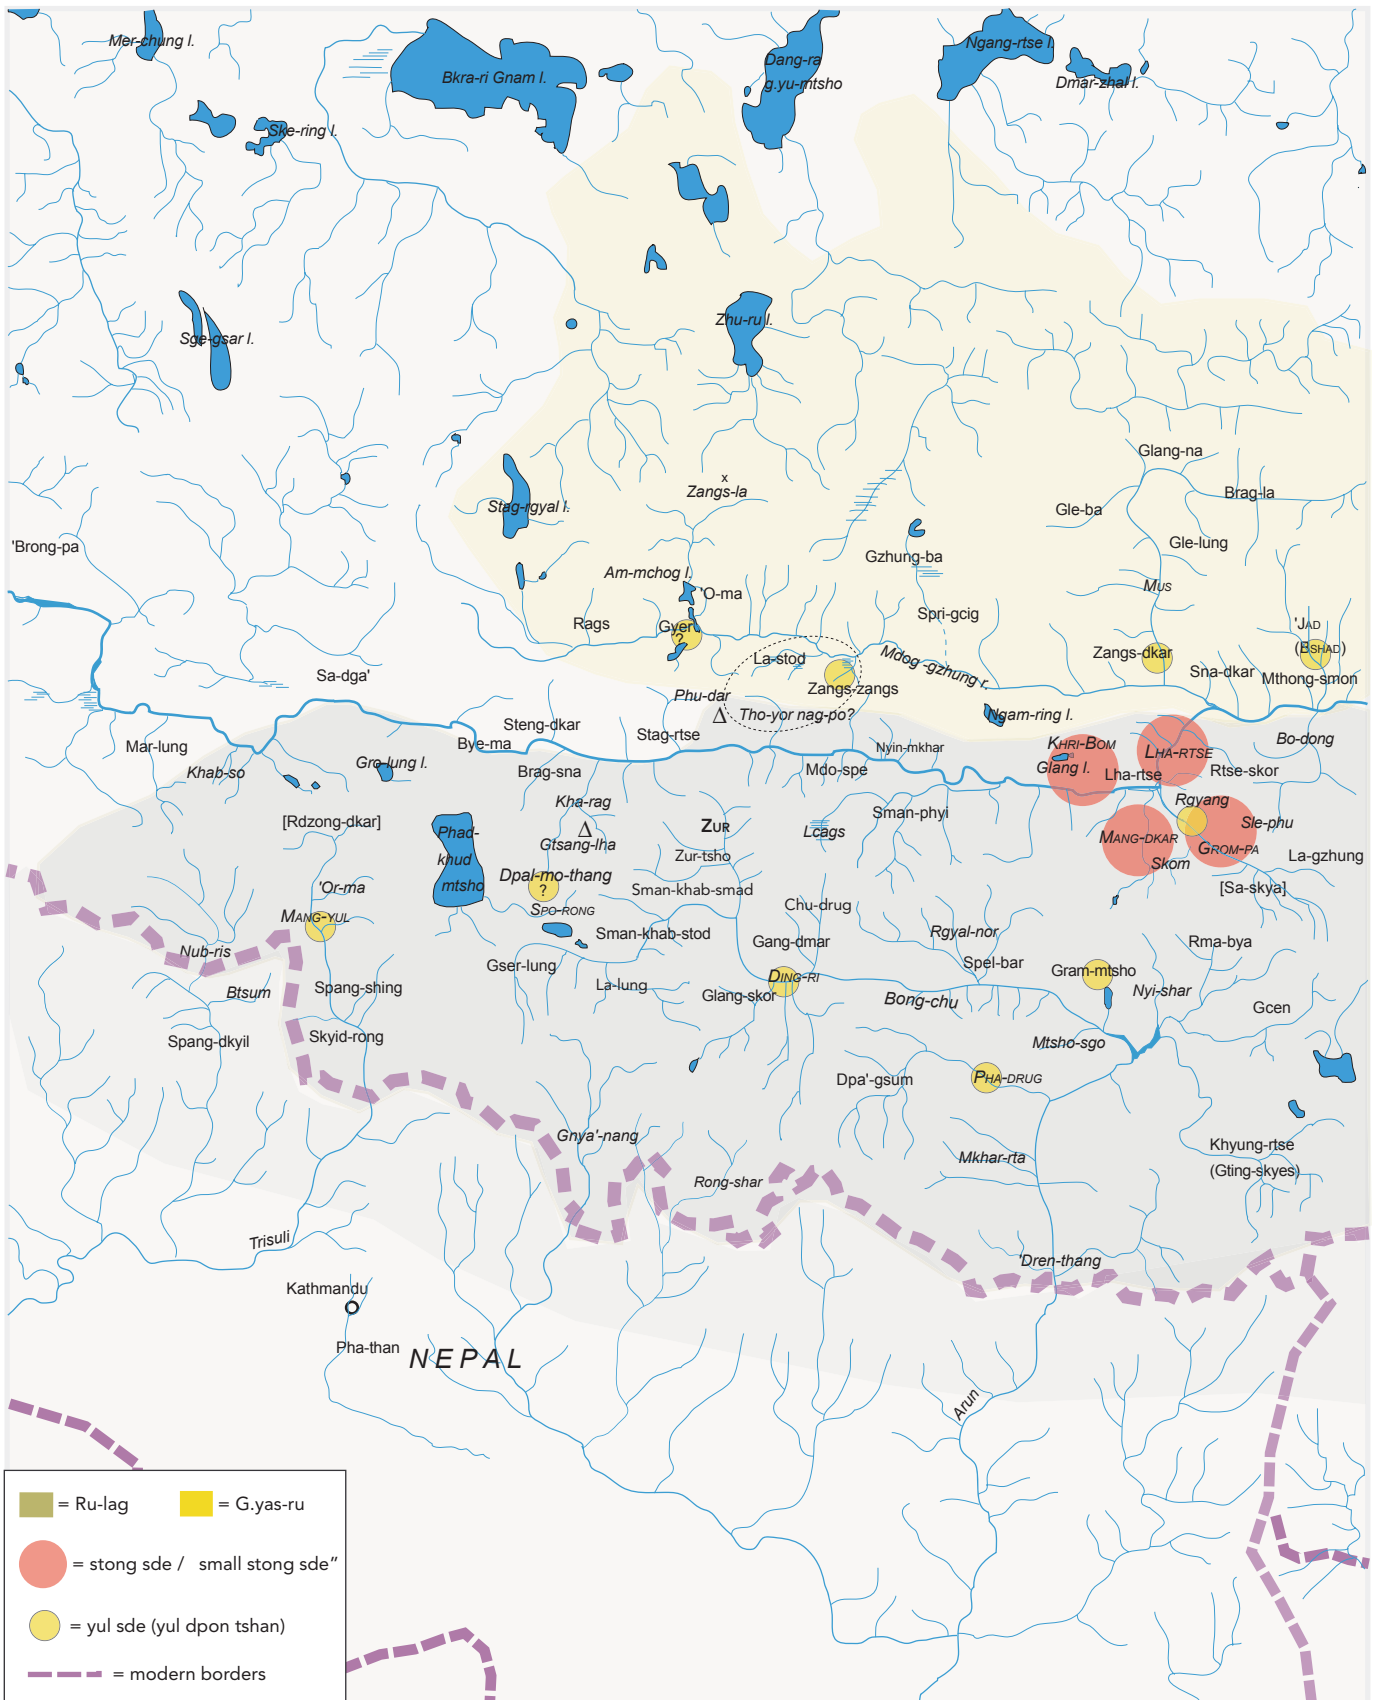 Mer-chung l.
Bkra-ri Gnam l.
Dang-ra
g.yu-mtsho
Ngang-rtse l.
Dmar-zhal l.
Ske-ring l.
Sge-gsar l.
Zhu-ru l.
Glang-na
x
Zangs-la
Brag-la
Stag-rgyal l.
Gle-ba
'Brong-pa
Gle-lung
Gzhung-ba
Am-mchog l.
'O-ma
Mus
Spri-gcig
Rags
Gyer
?
'Jad
(Bshad)
La-stod
Mdog-gzhung r.
Zangs-dkar
Sna-dkar
Mthong-smon
Sa-dga'
Zangs-zangs
Phu-dar
Δ
Tho-yor nag-po?
Ngam-ring l.
Steng-dkar
Stag-rtse
Mar-lung
Bye-ma
Nyin-mkhar
Khri-Bom
Lha-rtse
Bo-dong
Khab-so
Gro-lung l.
Brag-sna
Mdo-spe
Glang l.
Lha-rtse
Rtse-skor
Kha-rag
Rgyang
[Rdzong-dkar]
Phad-
khud
mtsho
Δ
Gtsang-lha
Zur
Lcags
Sman-phyi
Mang-dkar
Grom-pa
Sle-phu
Zur-tsho
Skom
La-gzhung
'Or-ma
Dpal-mo-thang
?
Sman-khab-smad
[Sa-skya]
Mang-yul
Spo-rong
Chu-drug
Sman-khab-stod
Gang-dmar
Rgyal-nor
Rma-bya
Nub-ris
Gser-lung
Spel-bar
Btsum
Spang-shing
La-lung
Ding-ri
Glang-skor
Gram-mtsho
Nyi-shar
Bong-chu
Gcen
Spang-dkyil
Skyid-rong
Mtsho-sgo
Dpa'-gsum
Pha-drug
Gnya'-nang
Khyung-rtse
(Gting-skyes)
Mkhar-rta
Rong-shar
Trisuli
'Dren-thang
Kathmandu
Pha-than
NEPAL
Arun
= Ru-lag
= G.yas-ru
= stong sde / small stong sde”
= yul sde (yul dpon tshan)
= modern borders